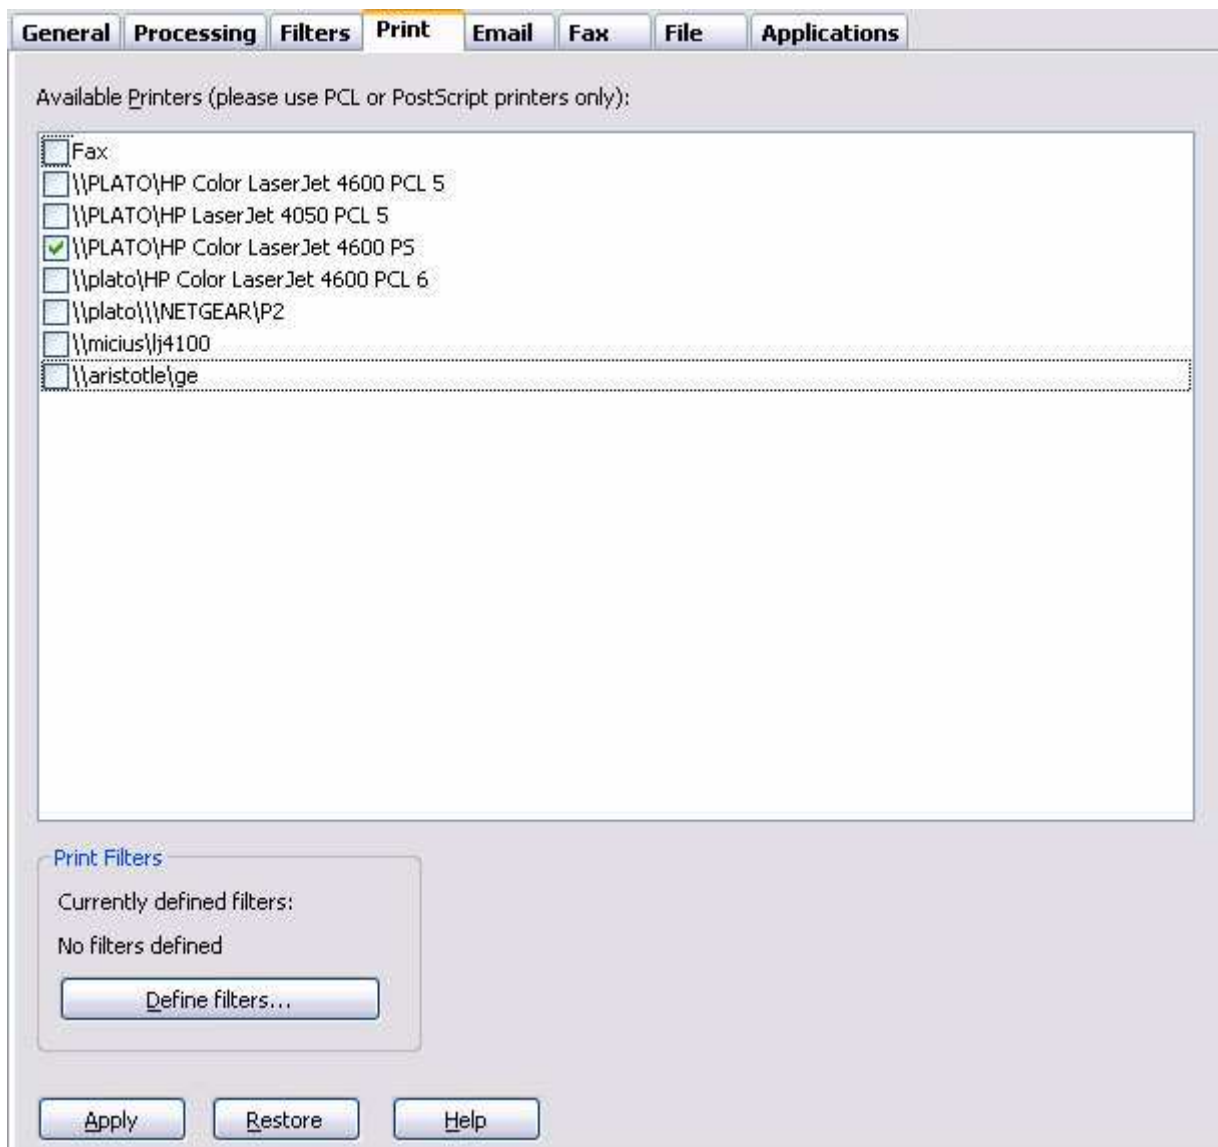 General Processing Filters Print Email Fax File Applications
Available Printers (please use PCL or PostScript printers only):
Fax
\\PLATO\HP Color LaserJet 4600 PCL 5
\\PLATO\HP LaserJet 4050 PCL 5
\\PLATO\HP Color LaserJet 4600 PS
\\plato\HP Color LaserJet 4600 PCL 6
\\plato\\\NETGEAR\P2
\\micius\lj4100
\\aristotle\ge
Print Filters
Currently defined filters:
No filters defined
Define filters...
Apply Restore Help